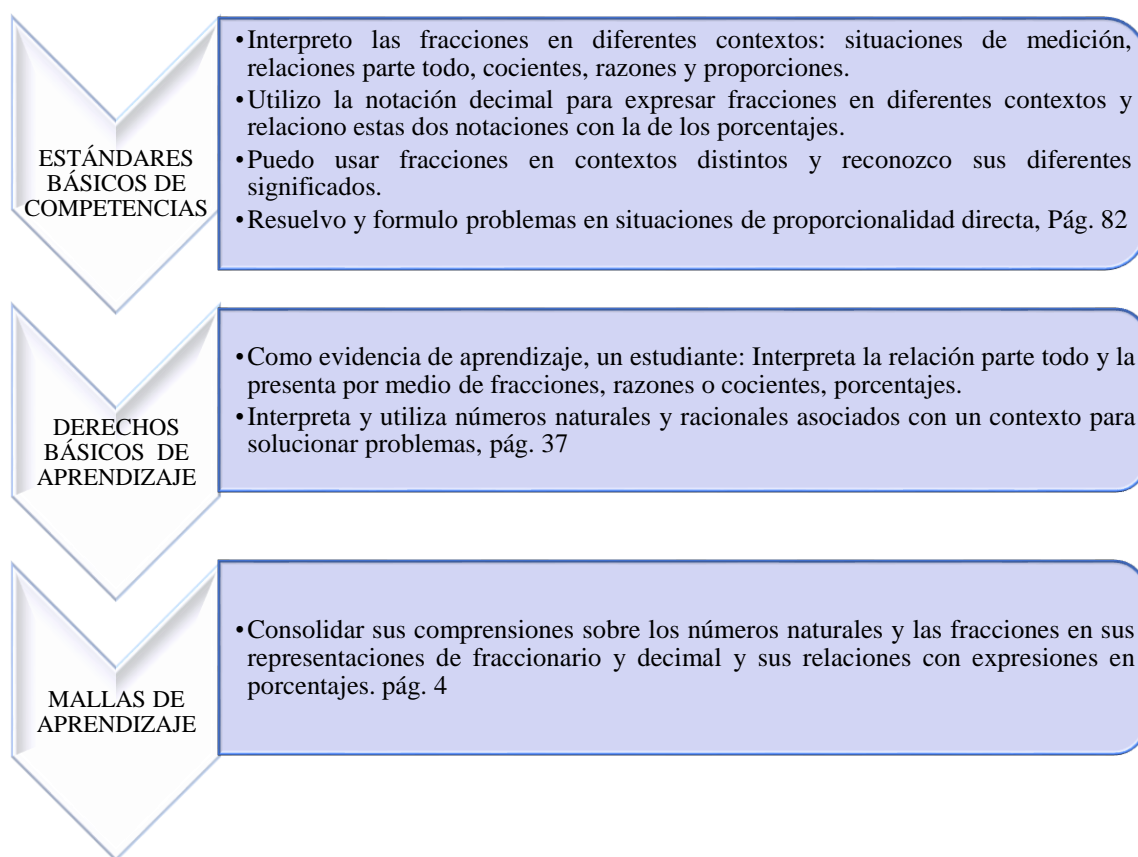 ESTÁNDARES
BÁSICOS DE
COMPETENCIAS
•Interpreto las fracciones en diferentes contextos: situaciones de medición,
relaciones parte todo, cocientes, razones y proporciones.
•Utilizo la notación decimal para expresar fracciones en diferentes contextos y
relaciono estas dos notaciones con la de los porcentajes.
•Puedo usar fracciones en contextos distintos y reconozco sus diferentes
significados.
•Resuelvo y formulo problemas en situaciones de proporcionalidad directa, Pág. 82
DERECHOS
BÁSICOS DE
APRENDIZAJE
•Como evidencia de aprendizaje, un estudiante: Interpreta la relación parte todo y la
presenta por medio de fracciones, razones o cocientes, porcentajes.
•Interpreta y utiliza números naturales y racionales asociados con un contexto para
solucionar problemas, pág. 37
MALLAS DE
APRENDIZAJE
•Consolidar sus comprensiones sobre los números naturales y las fracciones en sus
representaciones de fraccionario y decimal y sus relaciones con expresiones en
porcentajes. pág. 4